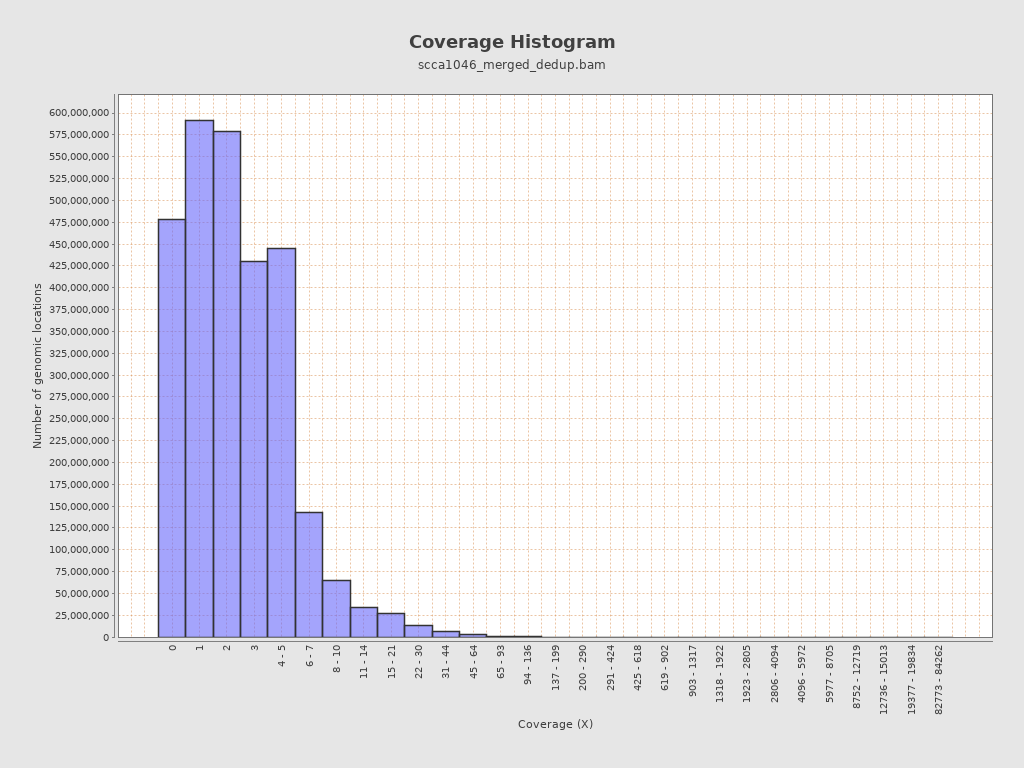 Coverage Histogram
scca1046_merged_dedup.bam
Number of genomic locations
600,000,000
575,000,000
550,000,000
525,000,000
500,000,000
475,000,000
450,000,000
425,000,000
400,000,000
375,000,000
350,000,000
325,000,000
300,000,000
275,000,000
250,000,000
225,000,000
200,000,000
175,000,000
150,000,000
125,000,000
100,000,000
75,000,000
50,000,000
25,000,000
0
0
1
2
3
4 - 5
6 - 7
8 - 10
11 - 14
15 - 21
22 - 30
31 - 44
45 - 64
65 - 93
94 - 136
137 - 199
200 - 290
291 - 424
425 - 618
619 - 902
903 - 1317
1318 - 1922
1923 - 2805
2806 - 4094
4096 - 5972
5977 - 8705
8752 - 12719
12736 - 15013
19377 - 19834
82773 - 84262
Coverage (X)